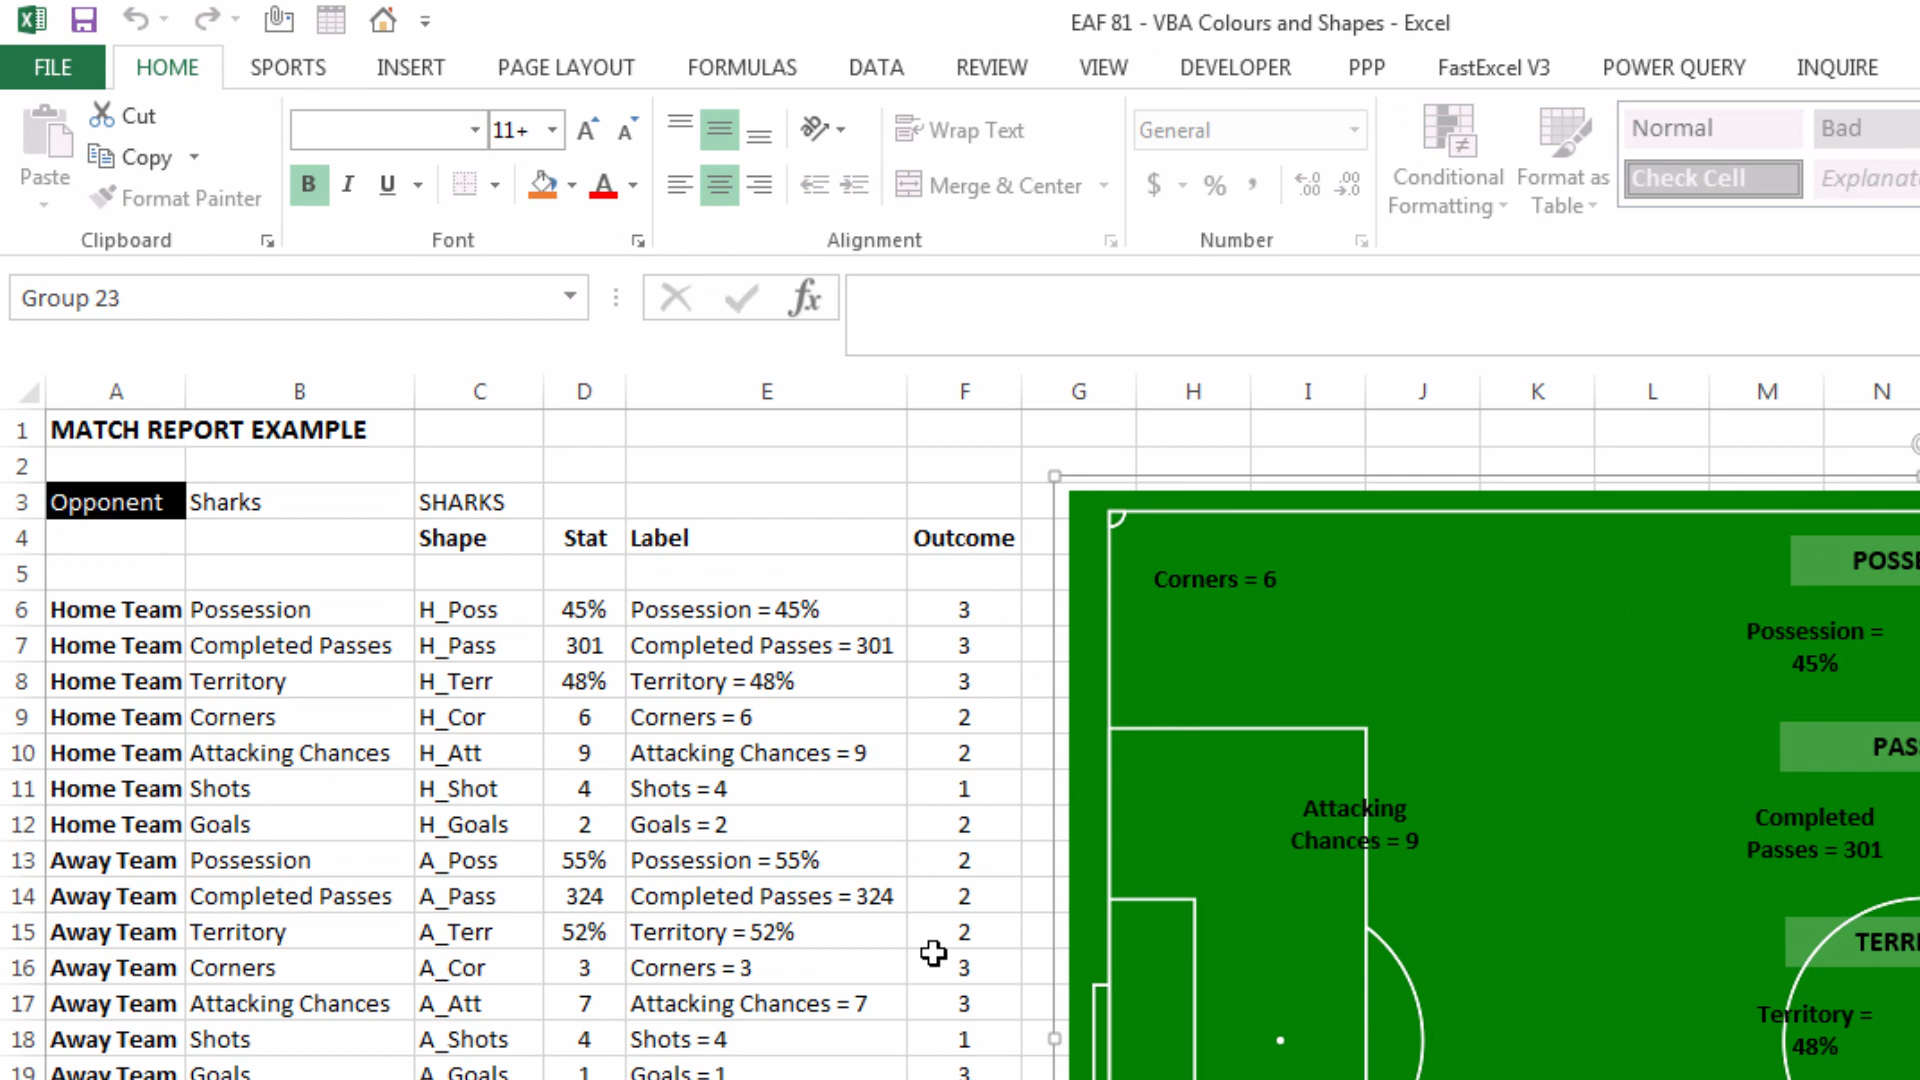 EAF 81 - VBA Colours and Shapes - Excel
FILE HOME SPORTS INSERT PAGE LAYOUT FORMULAS DATA REVIEW VIEW DEVELOPER PPP FastExcel V3 POWER QUERY INQUIRE
Paste
Cut
Copy
Format Painter
Clipboard
11+
B I U A
Font
Wrap Text
Merge & Center
Alignment
General
$ % ,
Number
Conditional Formatting
Format as Table
Normal Bad
Check Cell
Group 23
fx
A B C D E F G H I J K L M N
1 MATCH REPORT EXAMPLE
2
3 Opponent Sharks SHARKS
4 Shape Stat Label Outcome
5
6 Home Team Possession H_Poss 45% Possession = 45% 3
7 Home Team Completed Passes H_Pass 301 Completed Passes = 301 3
8 Home Team Territory H_Terr 48% Territory = 48% 3
9 Home Team Corners H_Cor 6 Corners = 6 2
10 Home Team Attacking Chances H_Att 9 Attacking Chances = 9 2
11 Home Team Shots H_Shot 4 Shots = 4 1
12 Home Team Goals H_Goals 2 Goals = 2 2
13 Away Team Possession A_Poss 55% Possession = 55% 2
14 Away Team Completed Passes A_Pass 324 Completed Passes = 324 2
15 Away Team Territory A_Terr 52% Territory = 52% 2
16 Away Team Corners A_Cor 3 Corners = 3 3
17 Away Team Attacking Chances A_Att 7 Attacking Chances = 7 3
18 Away Team Shots A_Shots 4 Shots = 4 1
19 Away Team Goals A_Goals 1 Goals = 1 3
Corners = 6
Attacking
Chances = 9
Possession =
45%
Completed
Passes = 301
Territory =
48%